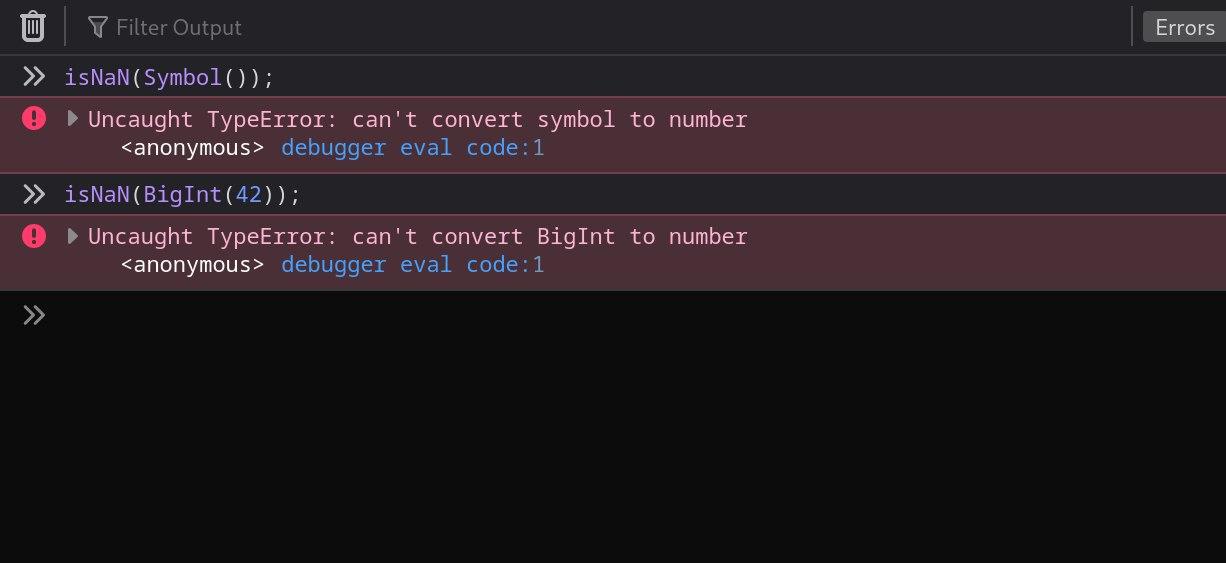 Filter Output
Errors
isNaN(Symbol());
Uncaught TypeError: can't convert symbol to number
<anonymous> debugger eval code:1
isNaN(BigInt(42));
Uncaught TypeError: can't convert BigInt to number
<anonymous> debugger eval code:1